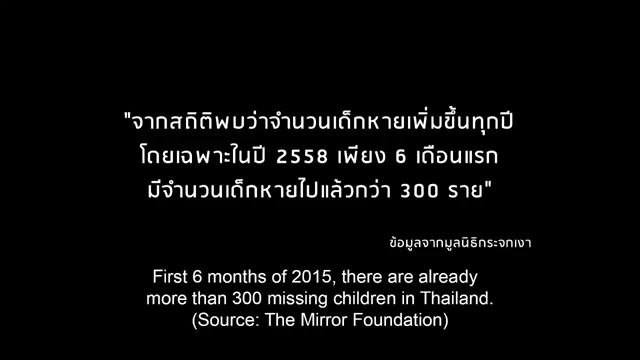 "จากสถิติพบว่าจำนวนเด็กหายเพิ่มขึ้นทุกปี
โดยเฉพาะในปี 2558 เพียง 6 เดือนแรก
มีจำนวนเด็กหายไปแล้วกว่า 300 ราย"
ข้อมูลจากมูลนิธิกระจกเงา
First 6 months of 2015, there are already
more than 300 missing children in Thailand.
(Source: The Mirror Foundation)